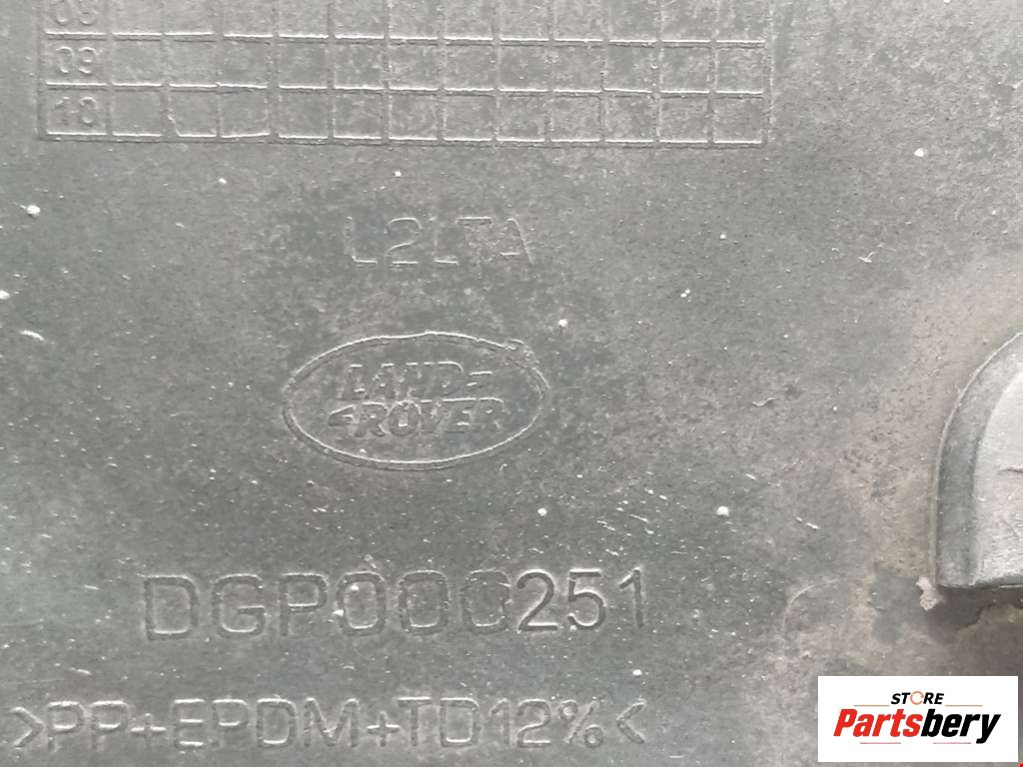 09
10
L2LTA
LAND
ROVER
DGP000251
>PP+EPDM+TD12%<
STORE
Partsbery